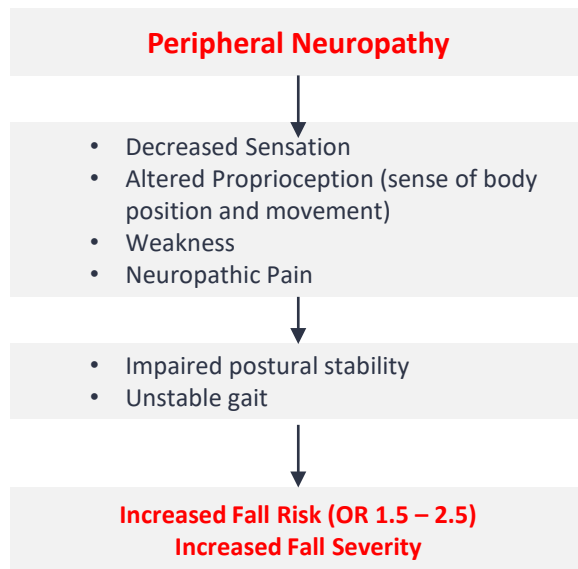 Peripheral Neuropathy
• Decreased Sensation
• Altered Proprioception (sense of body
position and movement)
• Weakness
• Neuropathic Pain
• Impaired postural stability
• Unstable gait
Increased Fall Risk (OR 1.5 – 2.5)
Increased Fall Severity